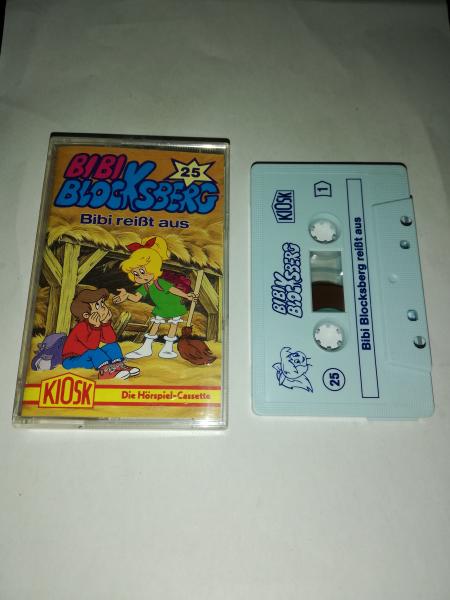 BIBI
BLOCKSBERG
25
Bibi reißt aus
KIOSK
Die Hörspiel-Cassette
KIOSK
1
BIBI
BLOCKSBERG
25
Bibi Blocksberg reißt aus